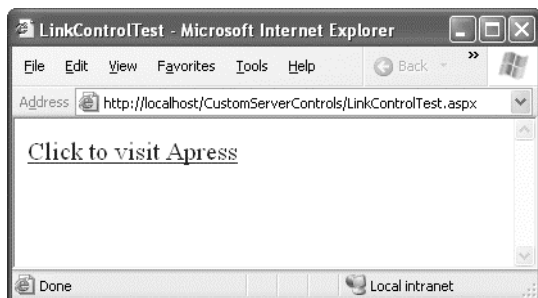 LinkControlTest - Microsoft Internet Explorer
File Edit View Favorites Tools Help Back »
Address http://localhost/CustomServerControls/LinkControlTest.aspx
Click to visit Apress
Done Local intranet